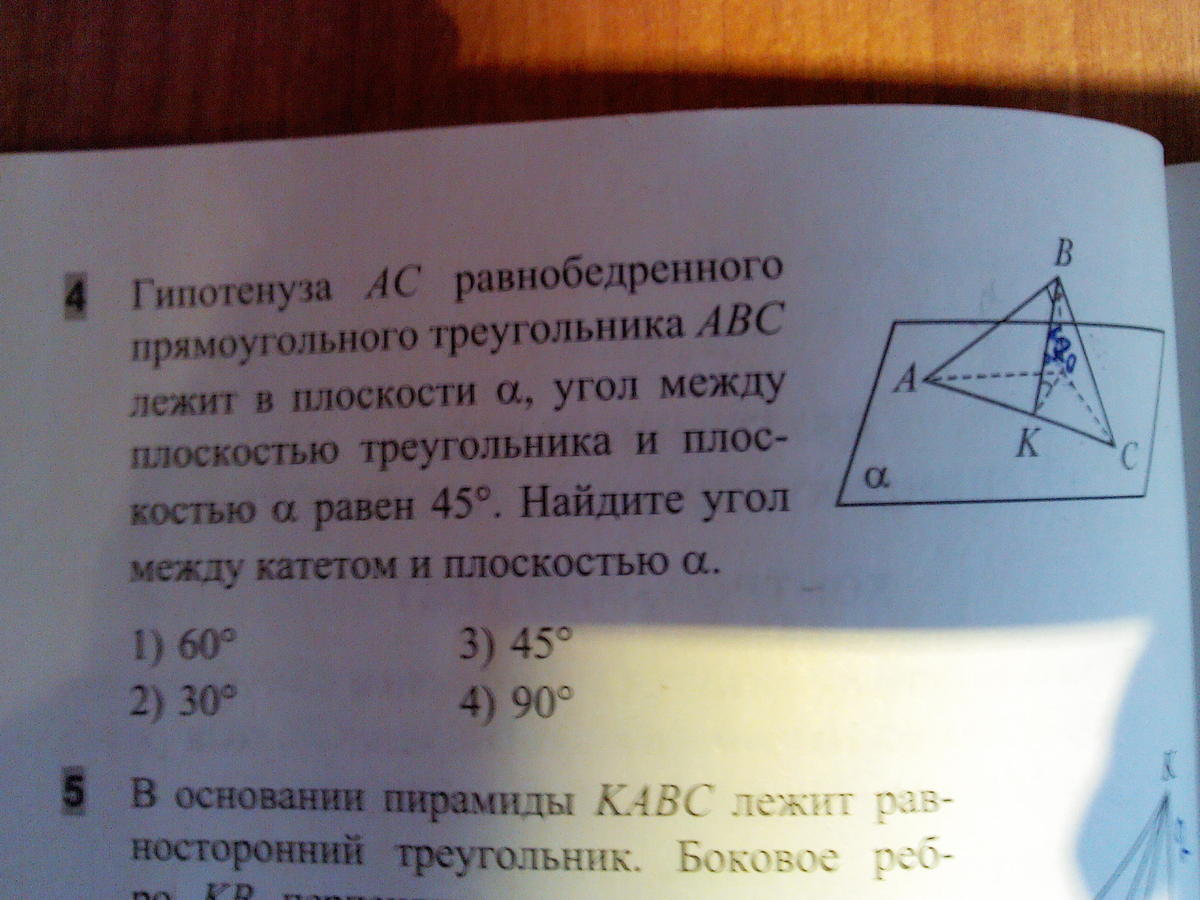 4 Гипотенуза AC равнобедренного
прямоугольного треугольника ABC
лежит в плоскости α, угол между
плоскостью треугольника и плос-
костью α равен 45°. Найдите угол
между катетом и плоскостью α.
B
A
K
C
α
1) 60° 3) 45°
2) 30° 4) 90°
5 В основании пирамиды KABC лежит рав-
носторонний треугольник. Боковое реб-
ро KB
K